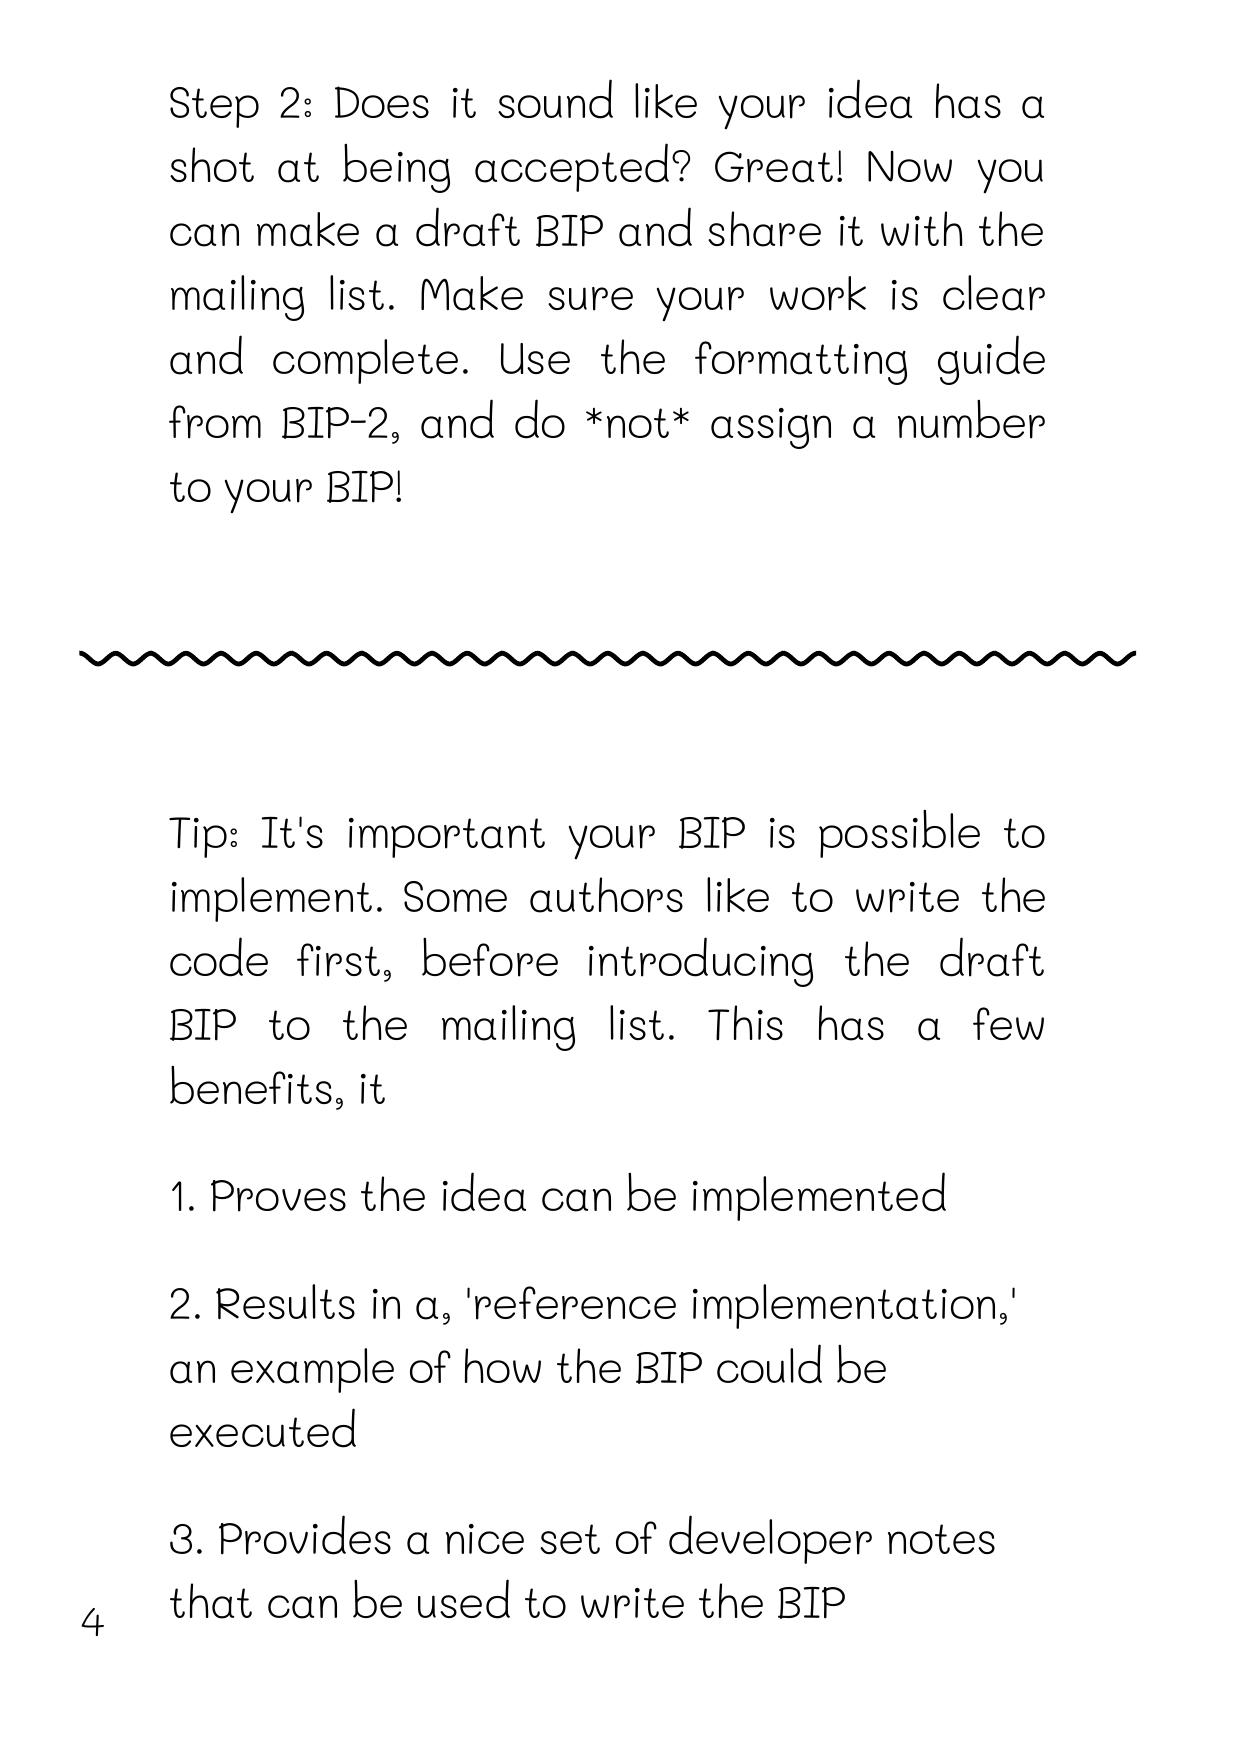 Step 2: Does it sound like your idea has a
shot at being accepted? Great! Now you
can make a draft BIP and share it with the
mailing list. Make sure your work is clear
and complete. Use the formatting guide
from BIP-2, and do *not* assign a number
to your BIP!
Tip: It's important your BIP is possible to
implement. Some authors like to write the
code first, before introducing the draft
BIP to the mailing list. This has a few
benefits, it
1. Proves the idea can be implemented
2. Results in a, 'reference implementation,'
an example of how the BIP could be
executed
3. Provides a nice set of developer notes
that can be used to write the BIP
4